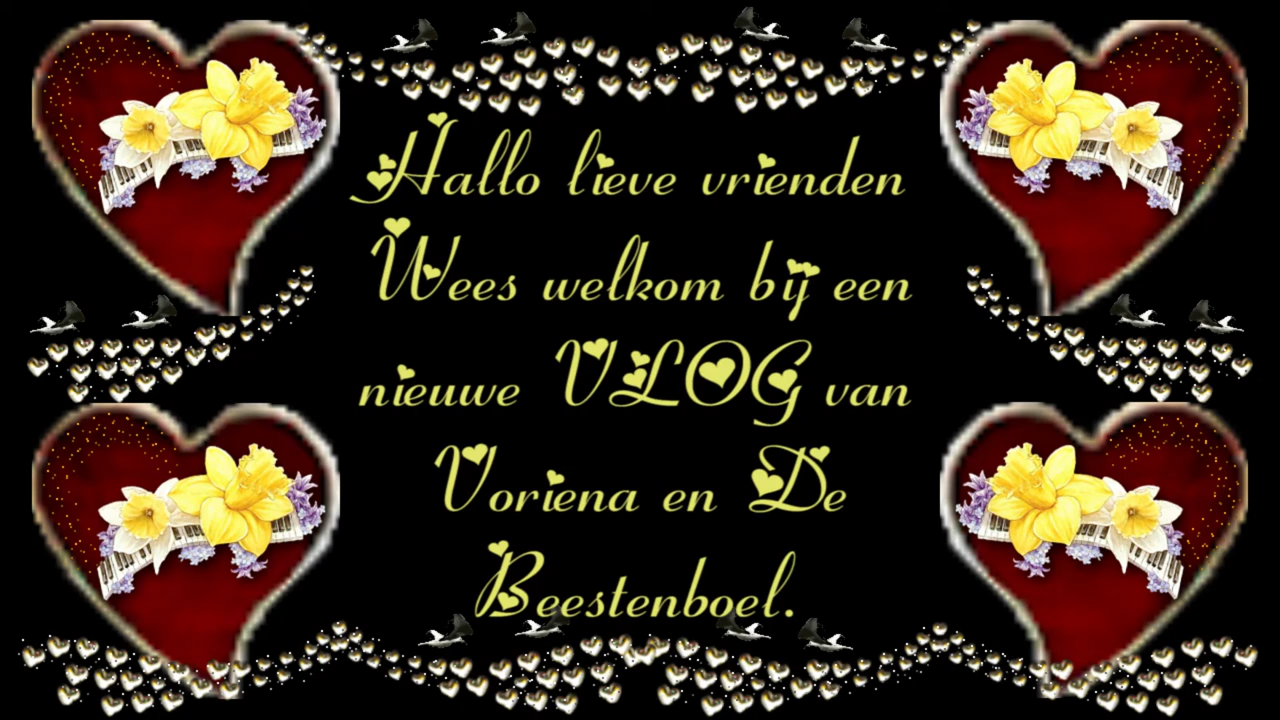 Hallo lieve vrienden
Wees welkom bij een
nieuwe VLOG van
Voriena en De
Beestenboel.